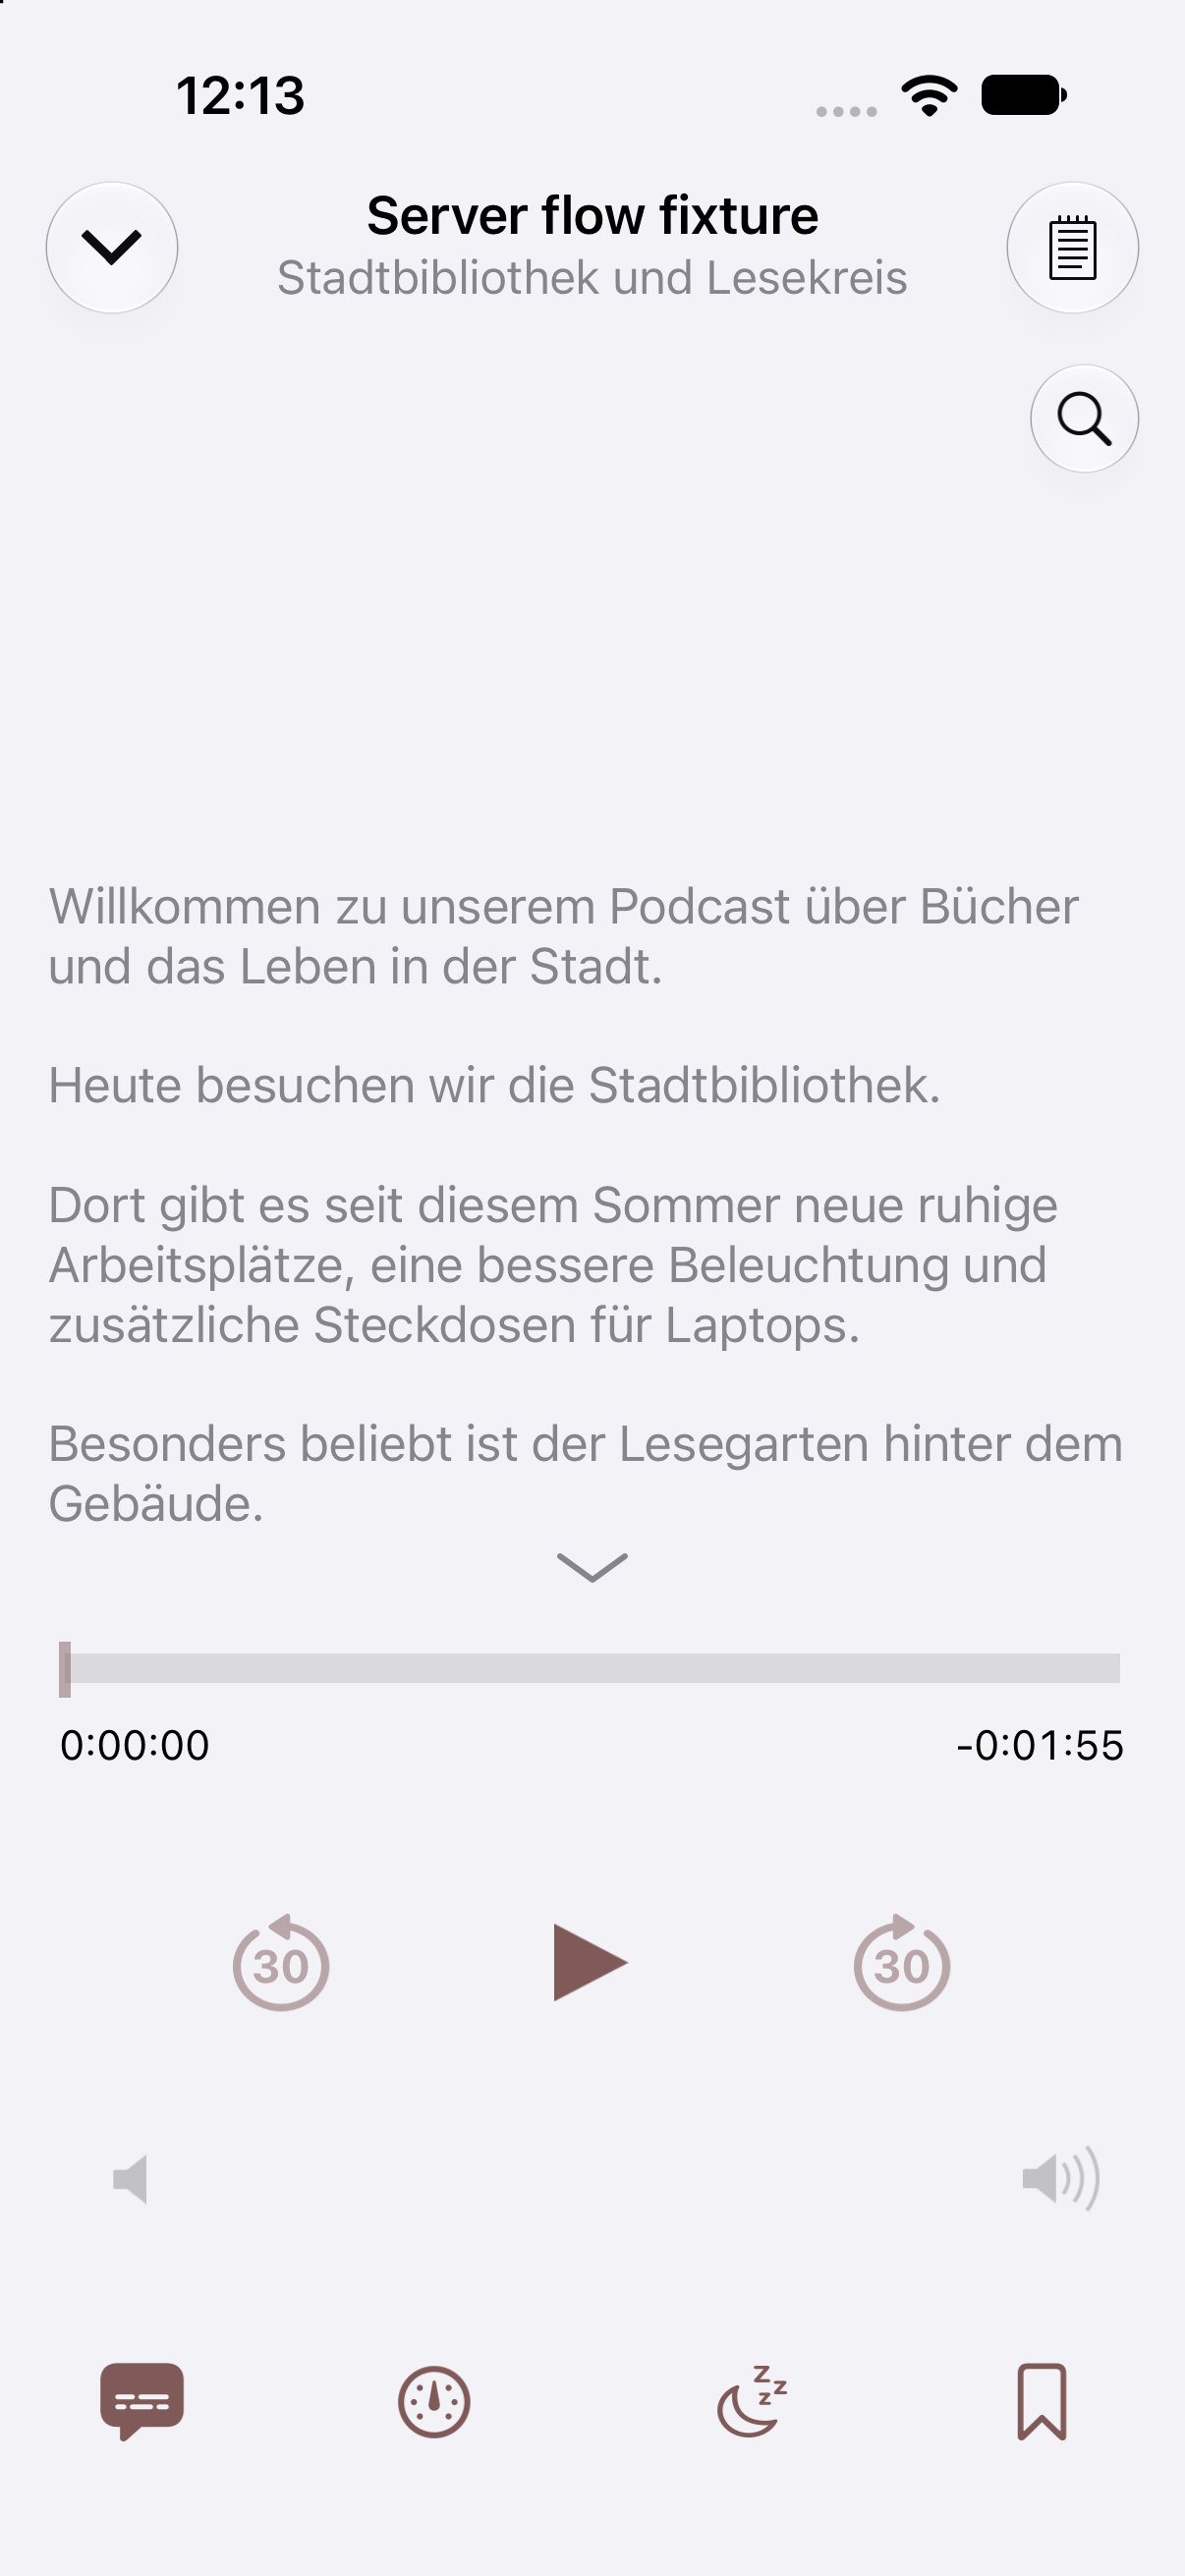 12:13
Server flow fixture
Stadtbibliothek und Lesekreis
Willkommen zu unserem Podcast über Bücher
und das Leben in der Stadt.
Heute besuchen wir die Stadtbibliothek.
Dort gibt es seit diesem Sommer neue ruhige
Arbeitsplätze, eine bessere Beleuchtung und
zusätzliche Steckdosen für Laptops.
Besonders beliebt ist der Lesegarten hinter dem
Gebäude.
0:00:00 -0:01:55
30 30
z z z